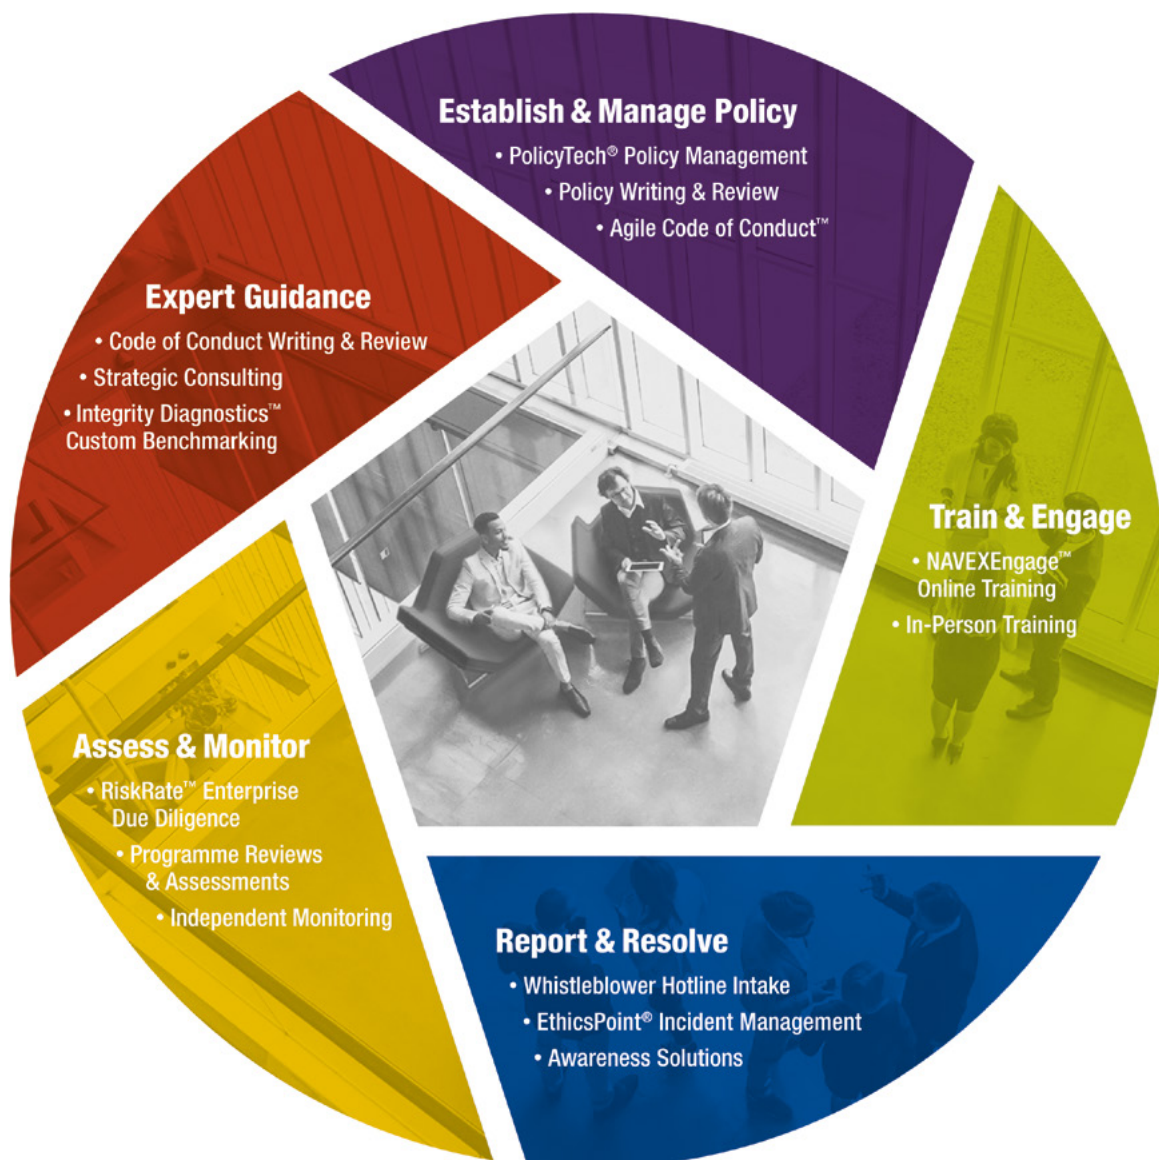 Establish & Manage Policy
• PolicyTech® Policy Management
• Policy Writing & Review
• Agile Code of Conduct™
Train & Engage
• NAVEXEngage™
Online Training
• In-Person Training
Report & Resolve
• Whistleblower Hotline Intake
• EthicsPoint® Incident Management
• Awareness Solutions
Assess & Monitor
• RiskRate™ Enterprise
Due Diligence
• Programme Reviews
& Assessments
• Independent Monitoring
Expert Guidance
• Code of Conduct Writing & Review
• Strategic Consulting
• Integrity Diagnostics™
Custom Benchmarking